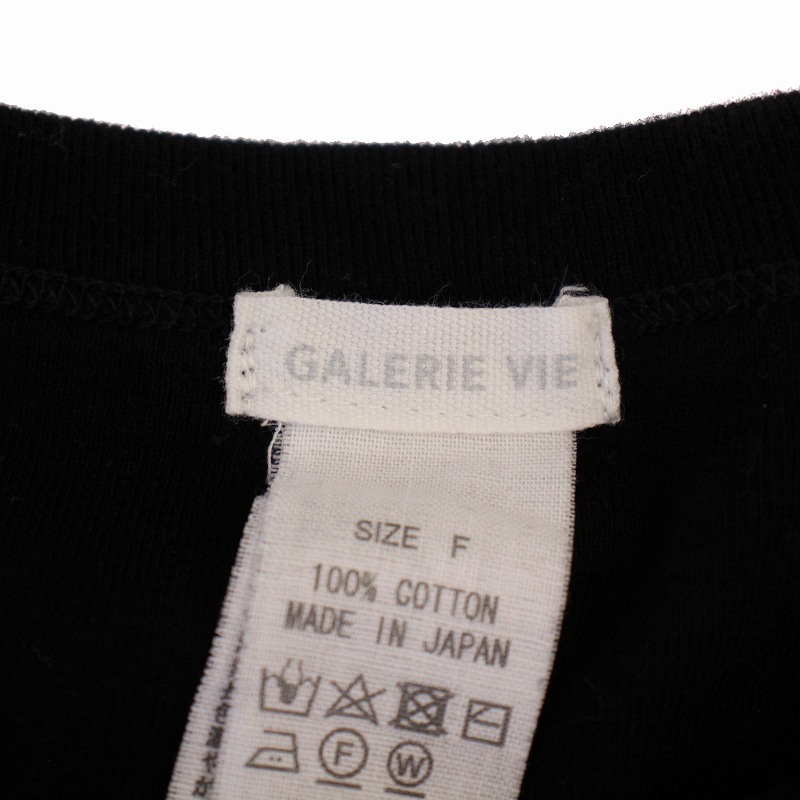 GALERIE VIE
SIZE F
100% COTTON
MADE IN JAPAN
F W